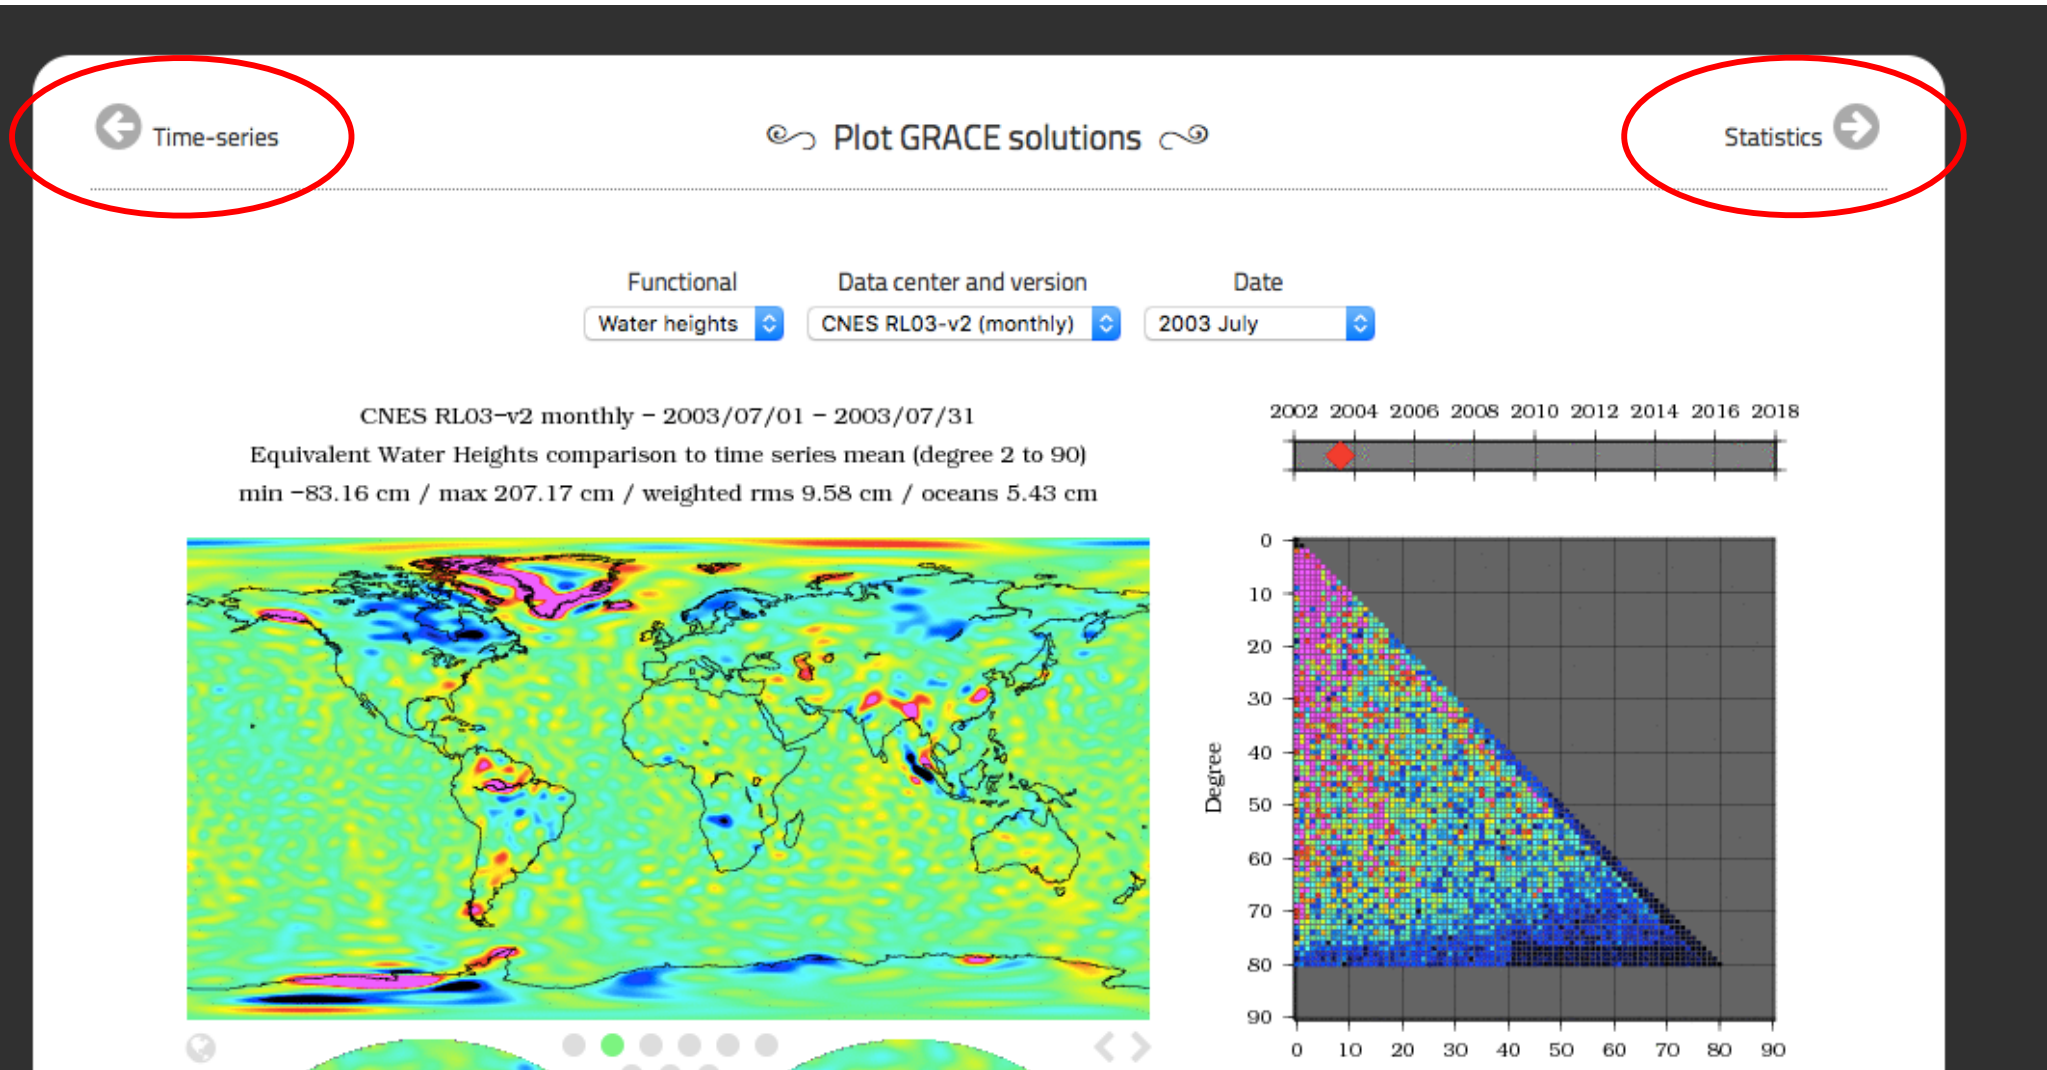 Time-series
Plot GRACE solutions
Statistics
Functional Data center and version Date
Water heights CNES RL03-v2 (monthly) 2003 July
CNES RL03-v2 monthly - 2003/07/01 - 2003/07/31
Equivalent Water Heights comparison to time series mean (degree 2 to 90)
min -83.16 cm / max 207.17 cm / weighted rms 9.58 cm / oceans 5.43 cm
2002 2004 2006 2008 2010 2012 2014 2016 2018
0
10
20
30
40
50
60
70
80
90
Degree
0 10 20 30 40 50 60 70 80 90